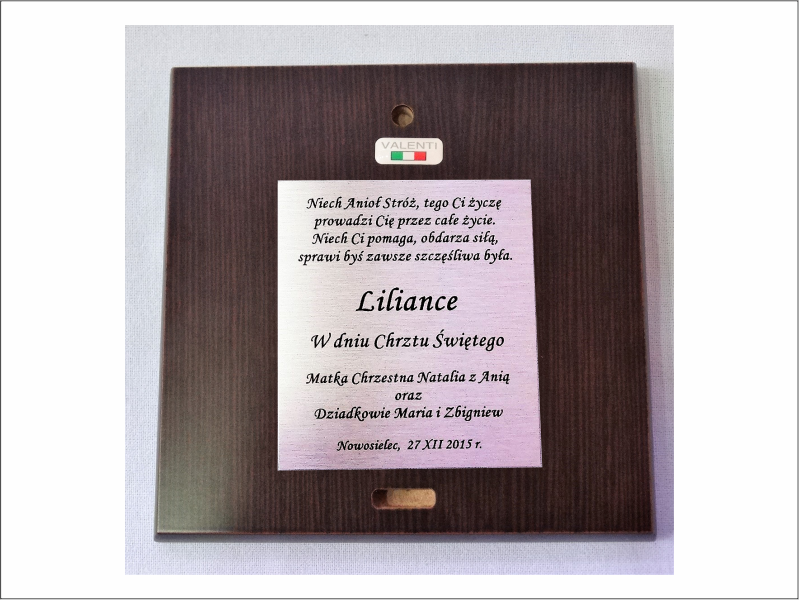 VALENTI
Niech Anioł Stróż, tego Ci życzę
prowadzi Cię przez całe życie.
Niech Ci pomaga, obdarza siłą,
sprawi byś zawsze szczęśliwa była.
Liliance
W dniu Chrztu Świętego
Matka Chrzestna Natalia z Anią
oraz
Dziadkowie Maria i Zbigniew
Nowosielec, 27 XII 2015 r.